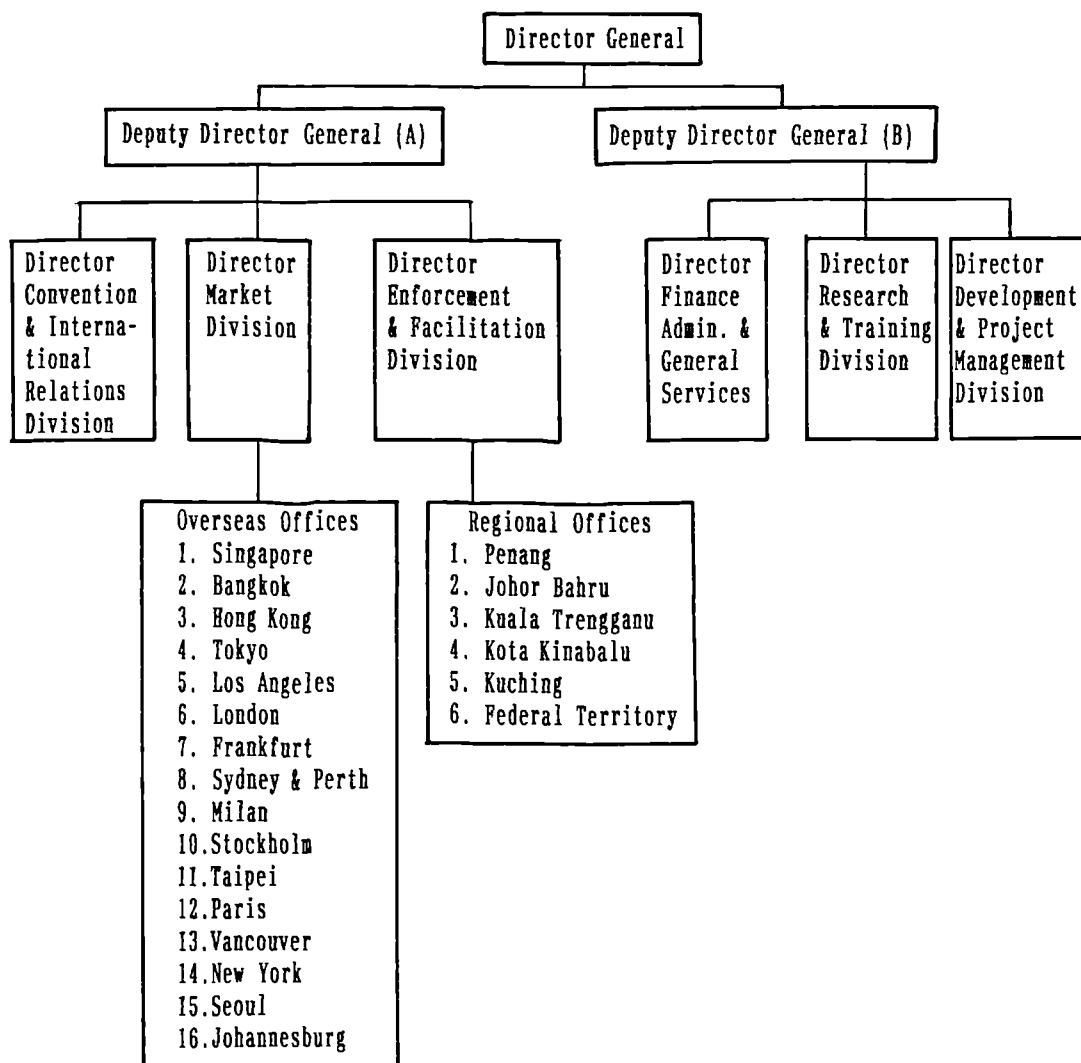 Director General
Deputy Director General (A)
Deputy Director General (B)
Director
Convention
& Interna-
tional
Relations
Division
Director
Market
Division
Director
Enforcement
& Facilitation
Division
Director
Finance
Admin. &
General
Services
Director
Research
& Training
Division
Director
Development
& Project
Management
Division
Overseas Offices
1. Singapore
2. Bangkok
3. Hong Kong
4. Tokyo
5. Los Angeles
6. London
7. Frankfurt
8. Sydney & Perth
9. Milan
10.Stockholm
11.Taipei
12.Paris
13.Vancouver
14.New York
15.Seoul
16.Johannesburg
Regional Offices
1. Penang
2. Johor Bahru
3. Kuala Trengganu
4. Kota Kinabalu
5. Kuching
6. Federal Territory